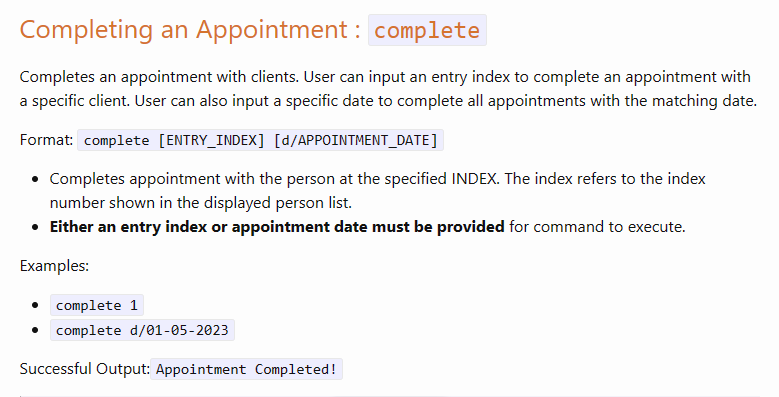 Completing an Appointment : complete
Completes an appointment with clients. User can input an entry index to complete an appointment with
a specific client. User can also input a specific date to complete all appointments with the matching date.
Format: complete [ENTRY_INDEX] [d/APPOINTMENT_DATE]
• Completes appointment with the person at the specified INDEX. The index refers to the index
number shown in the displayed person list.
• Either an entry index or appointment date must be provided for command to execute.
Examples:
• complete 1
• complete d/01-05-2023
Successful Output: Appointment Completed!